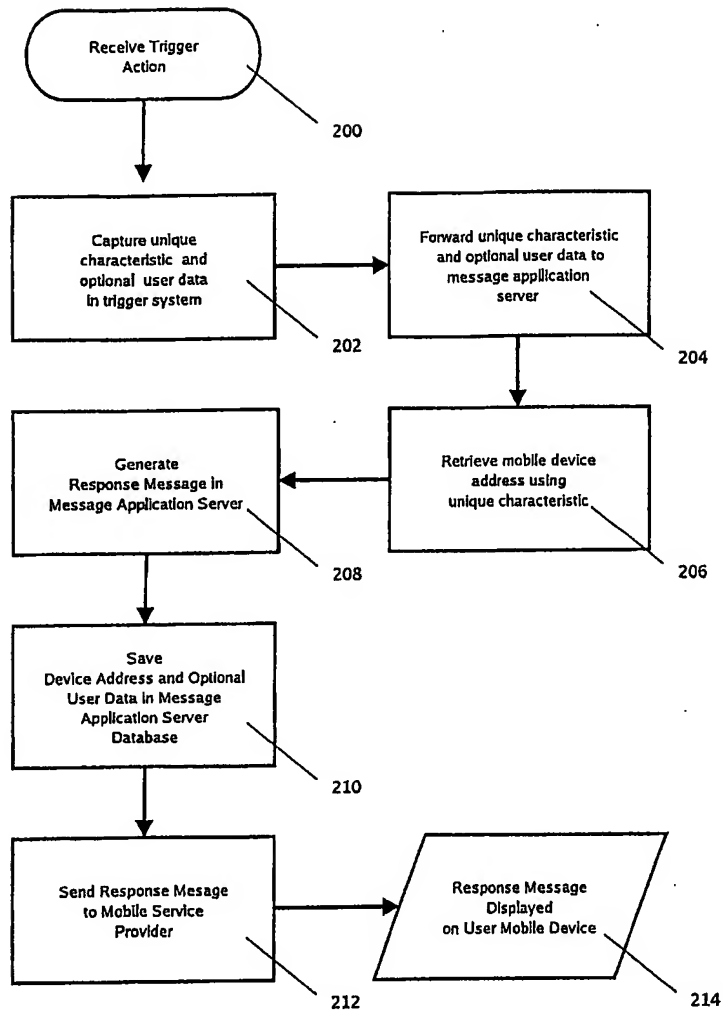 Receive Trigger
Action
200
Capture unique
characteristic and
optional user data
in trigger system
202
Forward unique characteristic
and optional user data to
message application
server
204
Retrieve mobile device
address using
unique characteristic
206
Generate
Response Message in
Message Application Server
208
Save
Device Address and Optional
User Data in Message
Application Server
Database
210
Send Response Mesage
to Mobile Service
Provider
212
Response Message
Displayed
on User Mobile Device
214